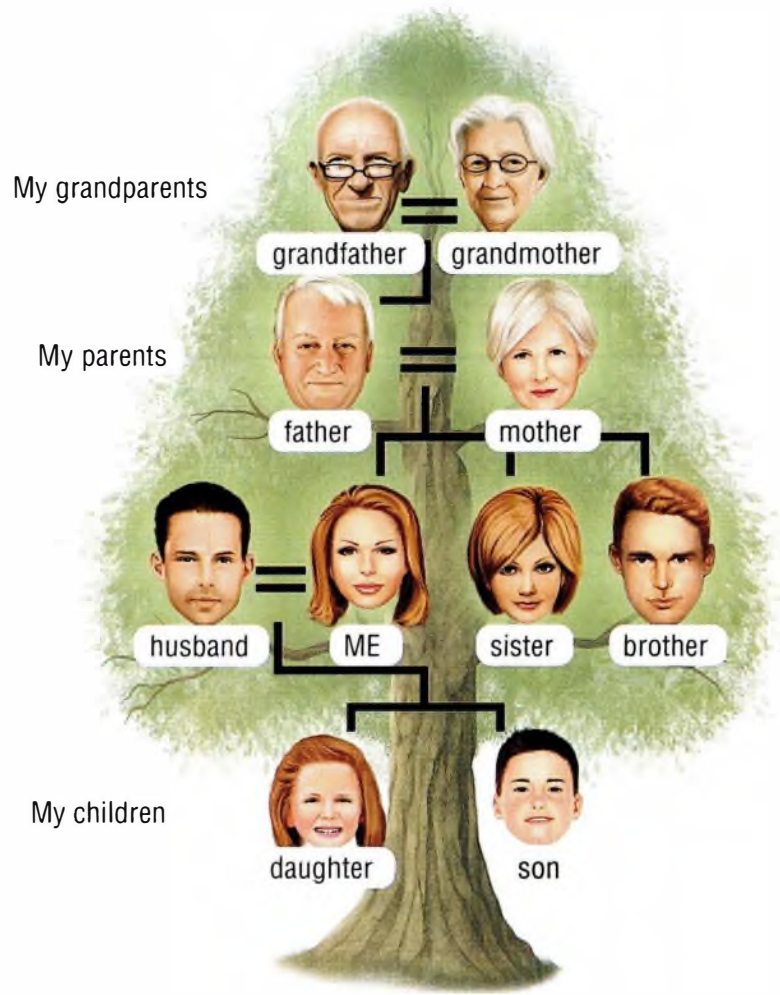 My grandparents
grandfather grandmother
My parents
father mother
husband ME sister brother
My children
daughter son